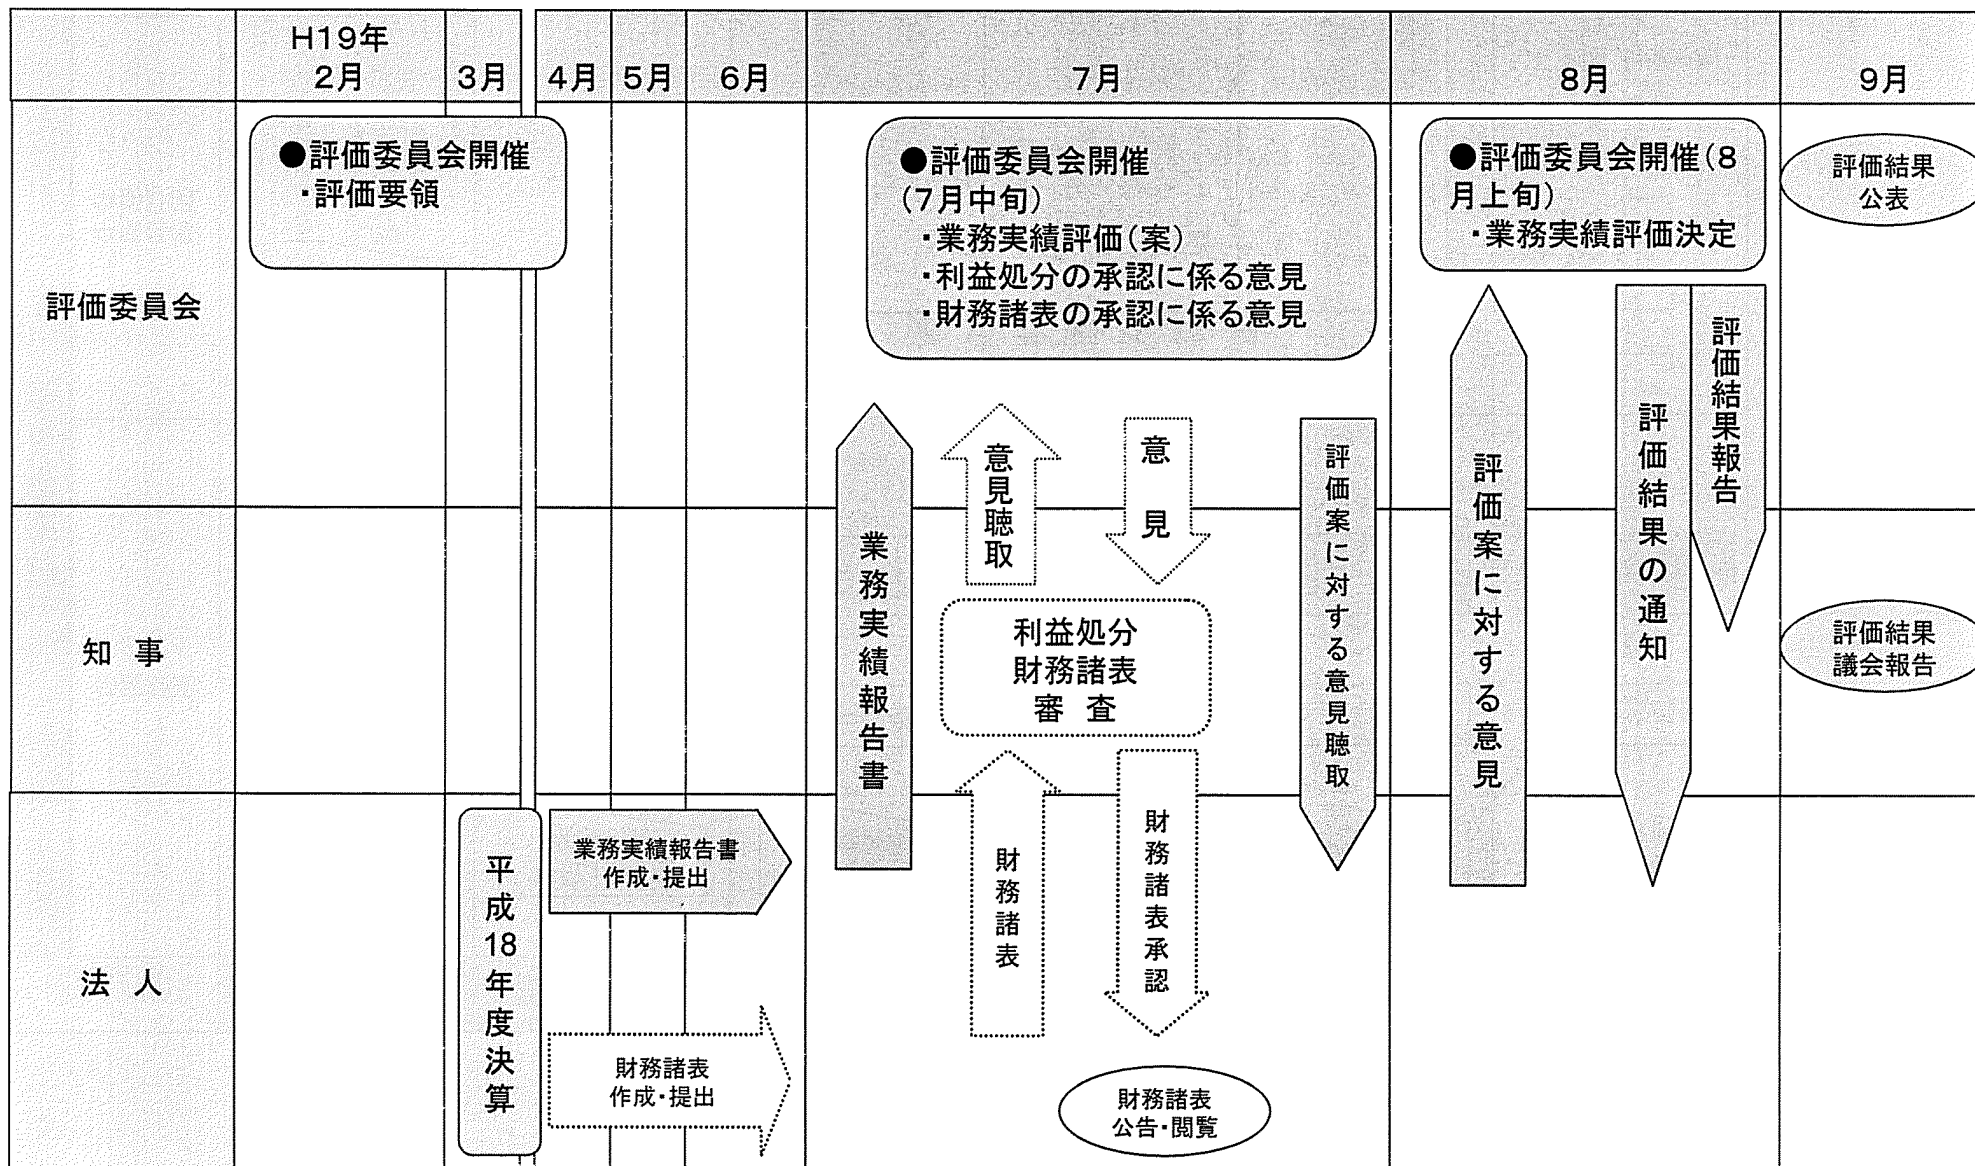 H19年
2月
3月
4月
5月
6月
7月
8月
9月
評価委員会
●評価委員会開催
・評価要領
●評価委員会開催
(7月中旬)
・業務実績評価(案)
・利益処分の承認に係る意見
・財務諸表の承認に係る意見
●評価委員会開催(8
月上旬)
・業務実績評価決定
評価結果
公表
業務実績報告書
意見聴取
意見
評価案に対する意見聴取
評価案に対する意見
評価結果の通知
評価結果報告
知 事
利益処分
財務諸表
審 査
評価結果
議会報告
法 人
平成18年度決算
業務実績報告書
作成・提出
財務諸表
作成・提出
財務諸表
財務諸表承認
財務諸表
公告・閲覧